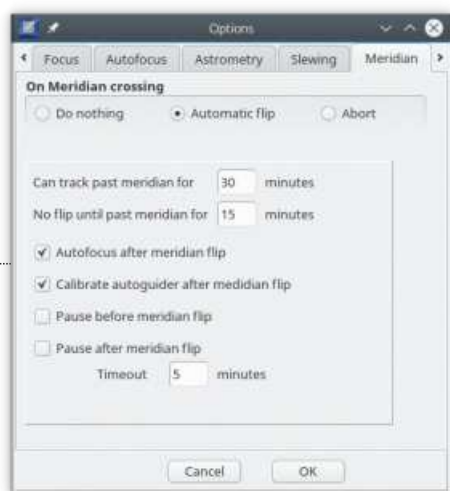 Options
Focus Autofocus Astrometry Slewing Meridian
On Meridian crossing
Do nothing Automatic flip Abort
Can track past meridian for 30 minutes
No flip until past meridian for 15 minutes
Autofocus after meridian flip
Calibrate autoguider after medidian flip
Pause before meridian flip
Pause after meridian flip
Timeout 5 minutes
Cancel OK